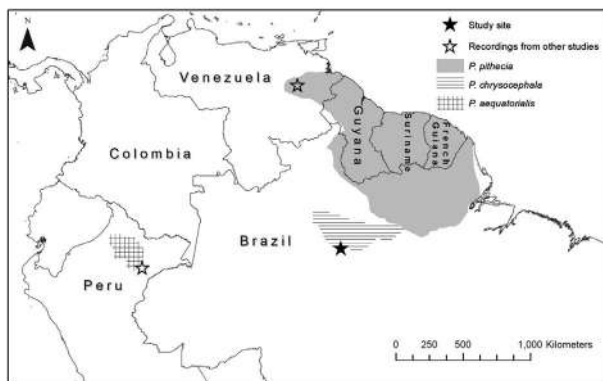 N
Study site
Recordings from other studies
P. pithecia
P. chrysocephala
P. aequatorialis
Venezuela
Guyana
Suriname
French
Guiana
Colombia
Brazil
Peru
0 250 500 1,000 Kilometers